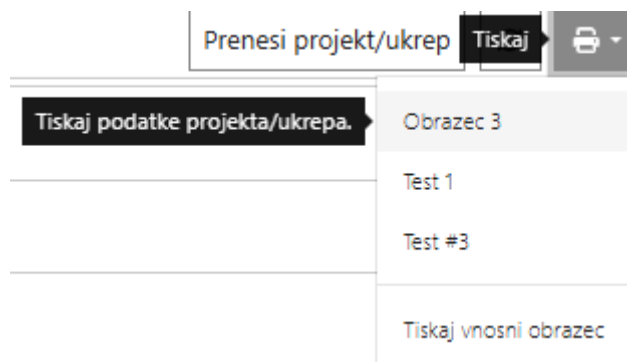 Prenesi projekt/ukrep
Tiskaj
Tiskaj podatke projekta/ukrepa.
Obrazec 3
Test 1
Test #3
Tiskaj vnosni obrazec